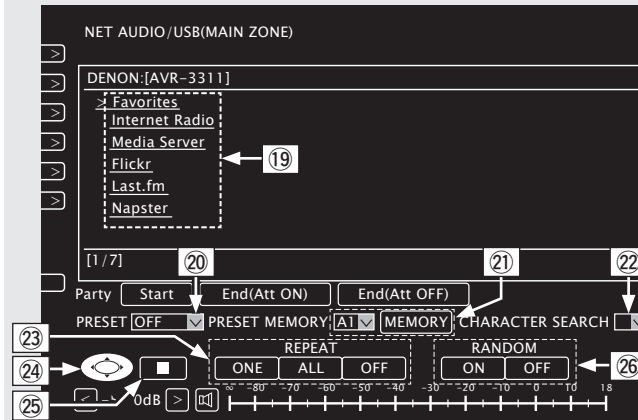 NET AUDIO/USB(MAIN ZONE)
>
>
DENON:[AVR-3311]
> > Favorites
> Internet Radio
> Media Server
> Flickr
Last.fm
Napster
⑲
[1/7]
⑳ ㉑ ㉒
Party Start End(Att ON) End(Att OFF)
PRESET OFF PRESET MEMORY A1 MEMORY CHARACTER SEARCH
㉓ REPEAT RANDOM
㉔ ONE ALL OFF ON OFF ㉖
㉕ < 0dB >
∞ -80 -70 -60 -50 -40 -30 -20 -10 0 10 18